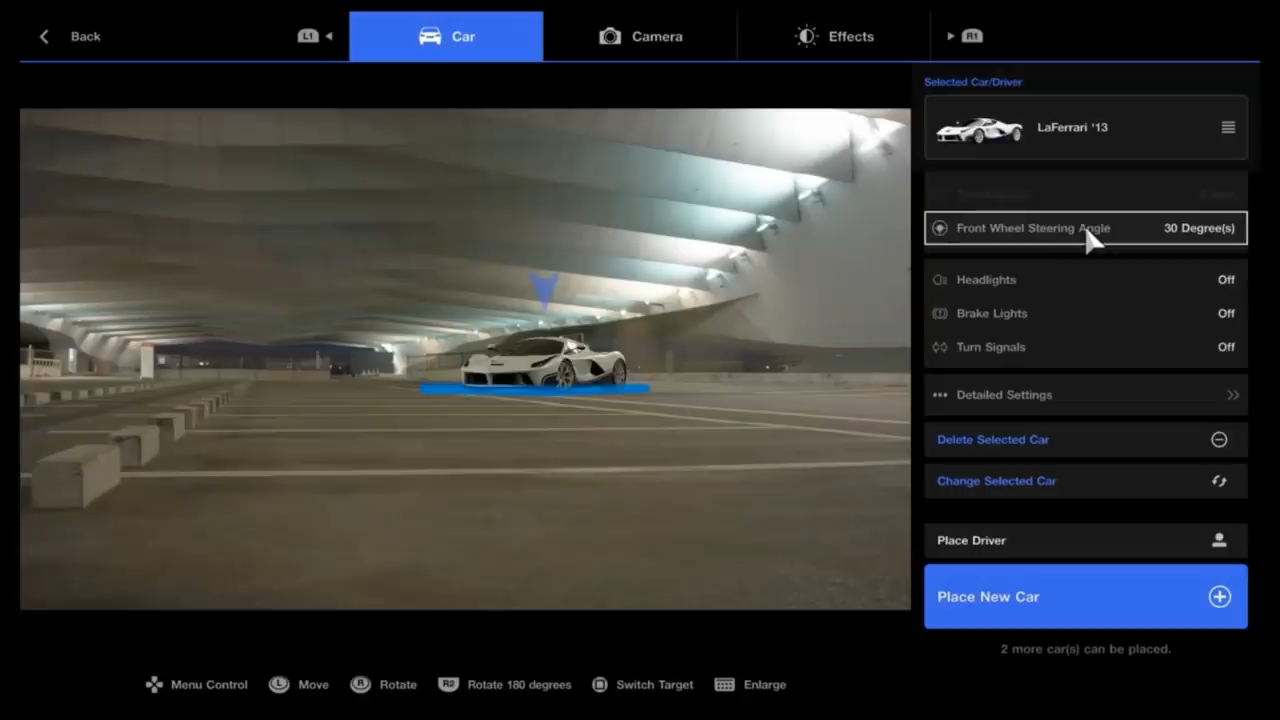 Back
L1
Car
Camera
Effects
R1
Selected Car/Driver
LaFerrari '13
Front Wheel Steering Angle 30 Degree(s)
Headlights Off
Brake Lights Off
Turn Signals Off
Detailed Settings
Delete Selected Car
Change Selected Car
Place Driver
Place New Car
2 more car(s) can be placed.
Menu Control L Move R Rotate R2 Rotate 180 degrees Switch Target Enlarge